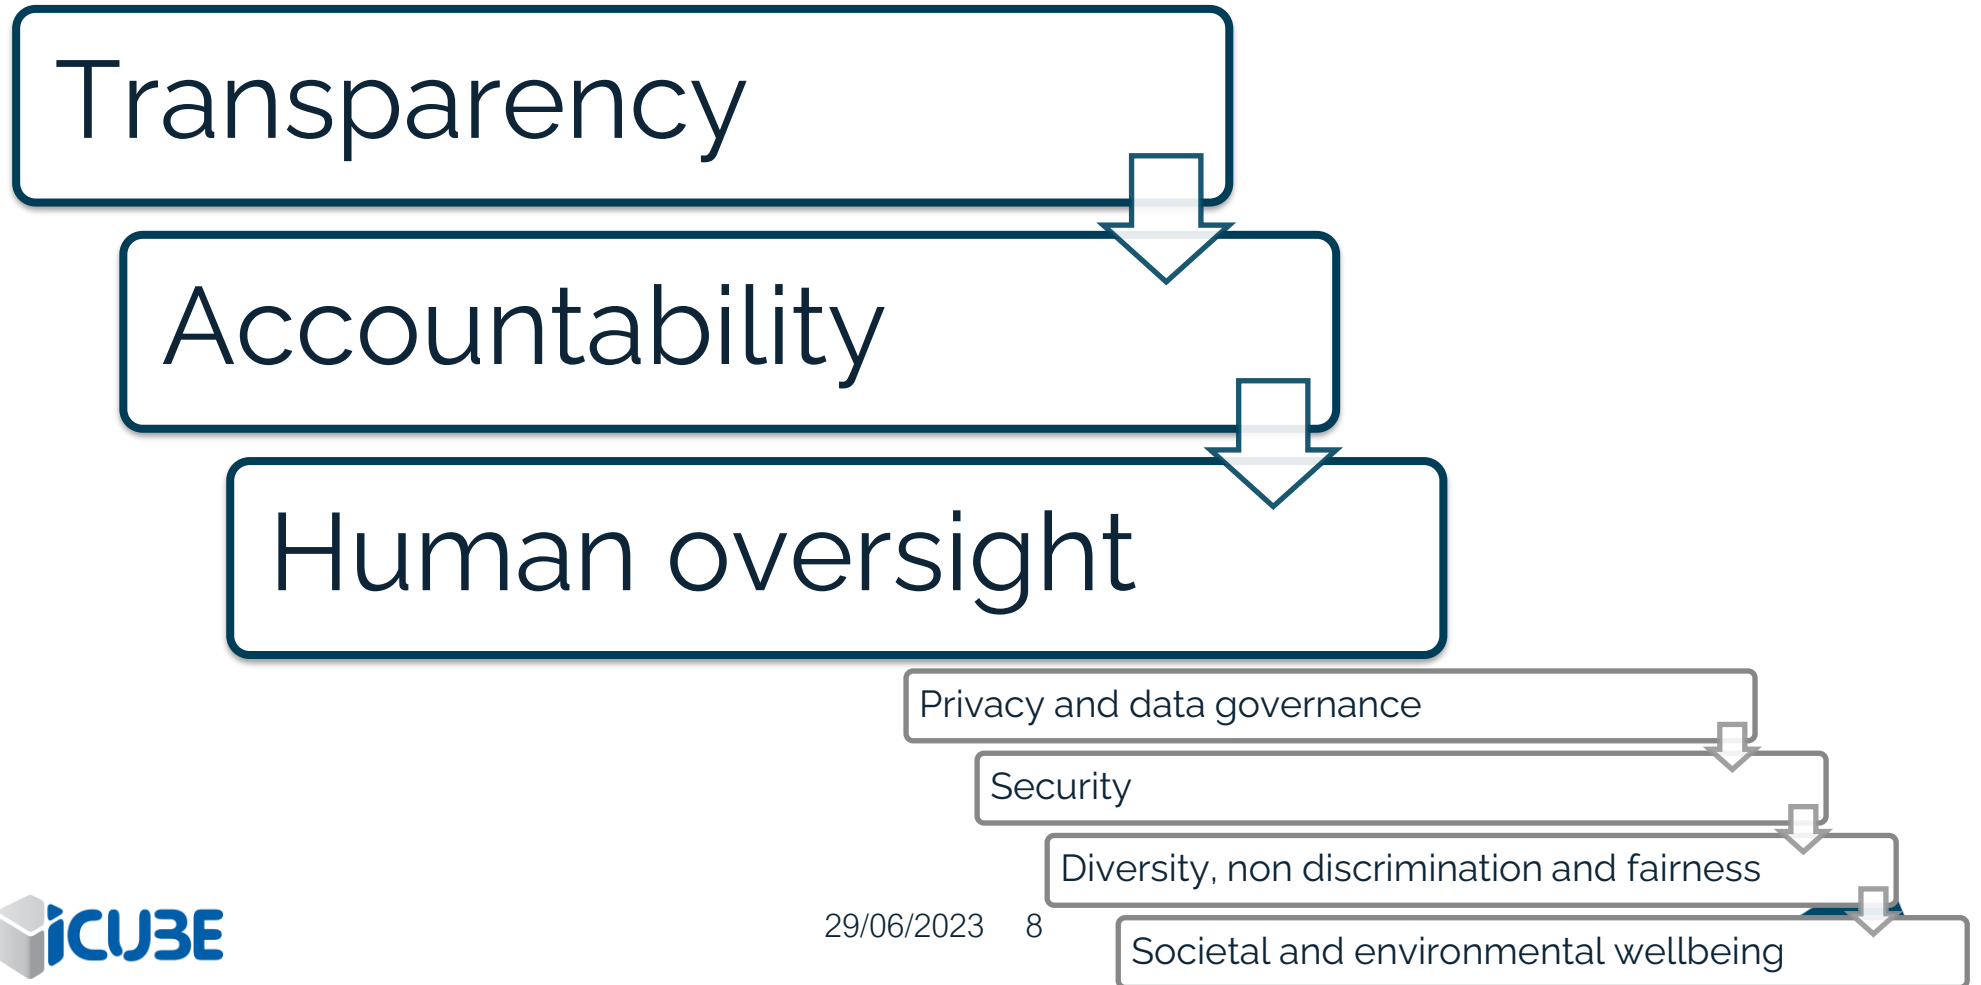 Transparency
Accountability
Human oversight
Privacy and data governance
Security
Diversity, non discrimination and fairness
Societal and environmental wellbeing
iCUBE
29/06/2023 8